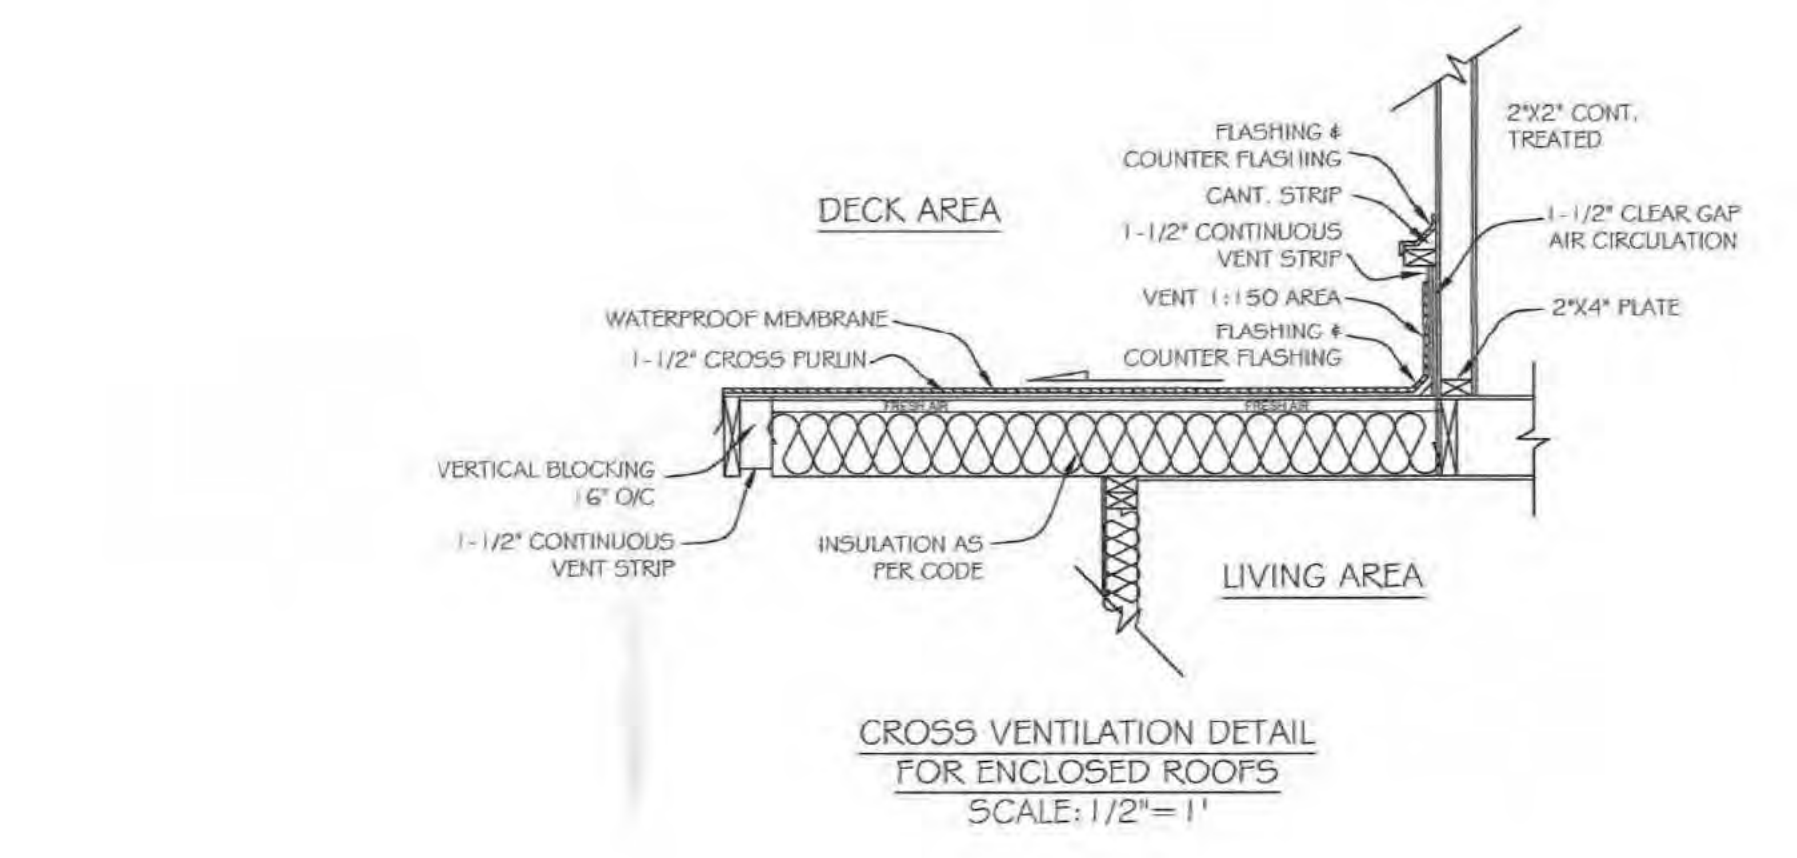 2"X2" CONT.
TREATED
FLASHING &
COUNTER FLASHING
CANT. STRIP
1-1/2" CONTINUOUS
VENT STRIP
VENT 1:150 AREA
FLASHING &
COUNTER FLASHING
1-1/2" CLEAR GAP
AIR CIRCULATION
2"X4" PLATE
DECK AREA
WATERPROOF MEMBRANE
1-1/2" CROSS PURLIN
FRESH AIR
FRESH AIR
VERTICAL BLOCKING
16" O/C
1-1/2" CONTINUOUS
VENT STRIP
INSULATION AS
PER CODE
LIVING AREA
CROSS VENTILATION DETAIL
FOR ENCLOSED ROOFS
SCALE: 1/2"= 1'